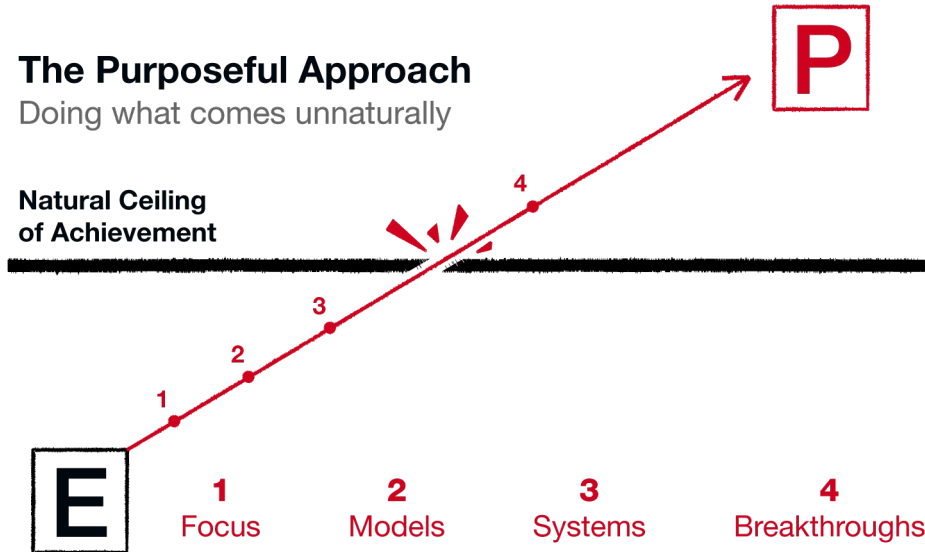 P
The Purposeful Approach
Doing what comes unnaturally
4
Natural Ceiling
of Achievement
3
2
1
E
1 2 3 4
Focus Models Systems Breakthroughs